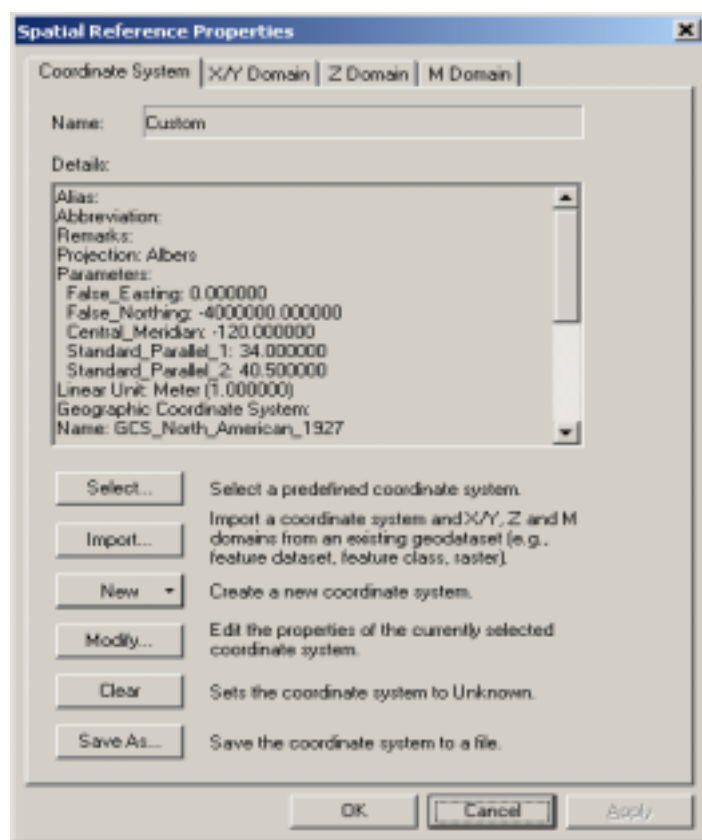 Spatial Reference Properties
Coordinate System X/Y Domain Z Domain M Domain
Name: Custom
Details:
Alias:
Abbreviation:
Remarks:
Projection: Albers
Parameters:
False_Easting: 0.000000
False_Northing: -4000000.000000
Central_Meridian: -120.000000
Standard_Parallel_1: 34.000000
Standard_Parallel_2: 40.500000
Linear Unit: Meter (1.000000)
Geographic Coordinate System:
Name: GCS_North_American_1927
Select... Select a predefined coordinate system.
Import... Import a coordinate system and X/Y, Z and M
domains from an existing geodataset (e.g.,
feature dataset, feature class, raster).
New Create a new coordinate system.
Modify... Edit the properties of the currently selected
coordinate system.
Clear Sets the coordinate system to Unknown.
Save As... Save the coordinate system to a file.
OK Cancel Apply